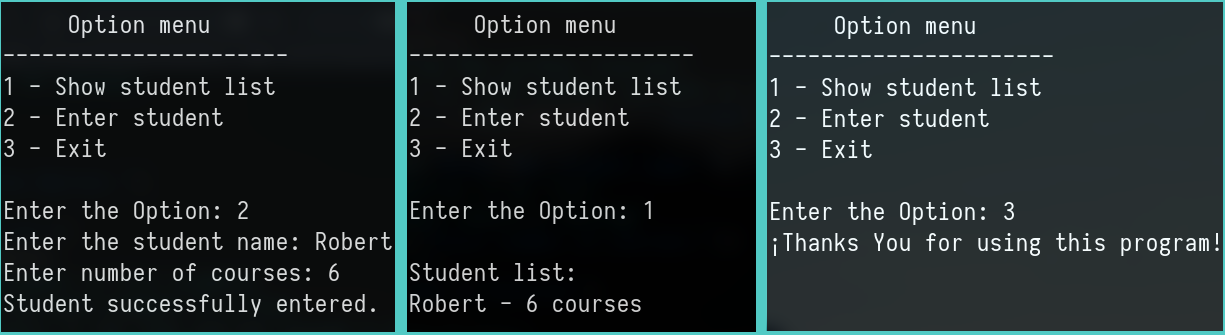 Option menu
----------------------
1 - Show student list
2 - Enter student
3 - Exit
Enter the Option: 2
Enter the student name: Robert
Enter number of courses: 6
Student successfully entered.
Option menu
----------------------
1 - Show student list
2 - Enter student
3 - Exit
Enter the Option: 1
Student list:
Robert - 6 courses
Option menu
----------------------
1 - Show student list
2 - Enter student
3 - Exit
Enter the Option: 3
¡Thanks You for using this program!